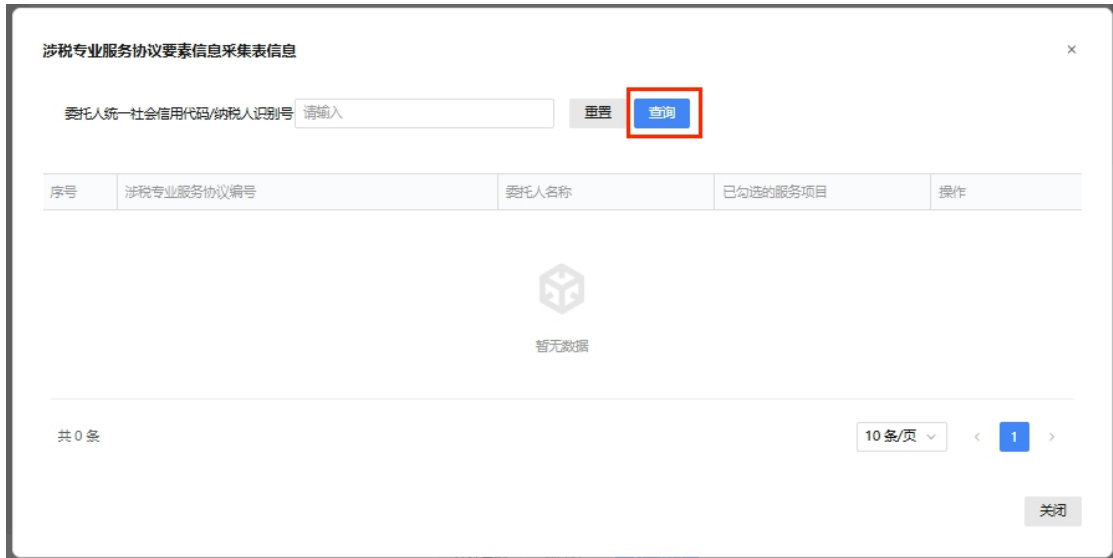 涉税专业服务协议要素信息采集表信息 ×
委托人统一社会信用代码/纳税人识别号 请输入 重置 查询
序号 涉税专业服务协议编号 委托人名称 已勾选的服务项目 操作
暂无数据
共 0 条 10 条/页 < 1 >
关闭